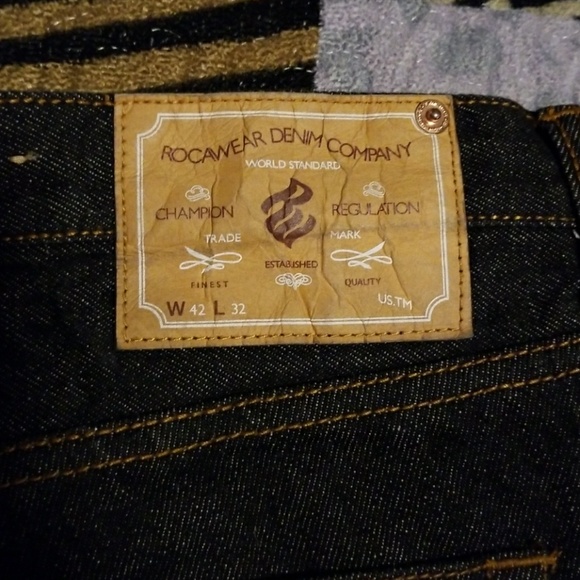 ROCAWEAR DENIM COMPANY
WORLD STANDARD
CHAMPION REGULATION
TRADE MARK
ESTABLISHED
FINEST QUALITY
W 42 L 32 US.TM